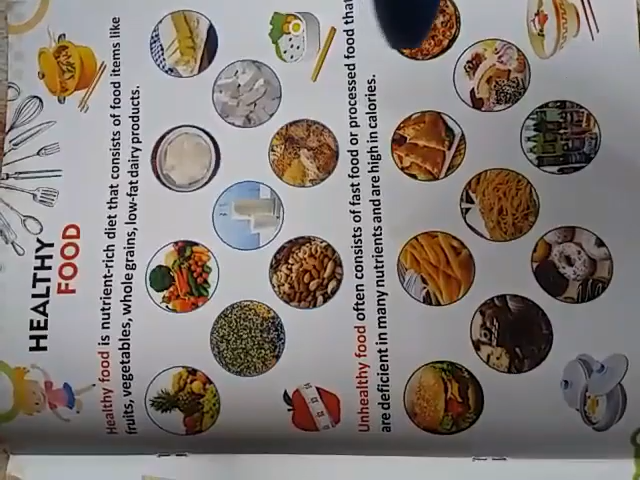 HEALTHY
FOOD
Healthy food is nutrient-rich diet that consists of food items like
fruits, vegetables, whole grains, low-fat dairy products.
Unhealthy food often consists of fast food or processed food that
are deficient in many nutrients and are high in calories.